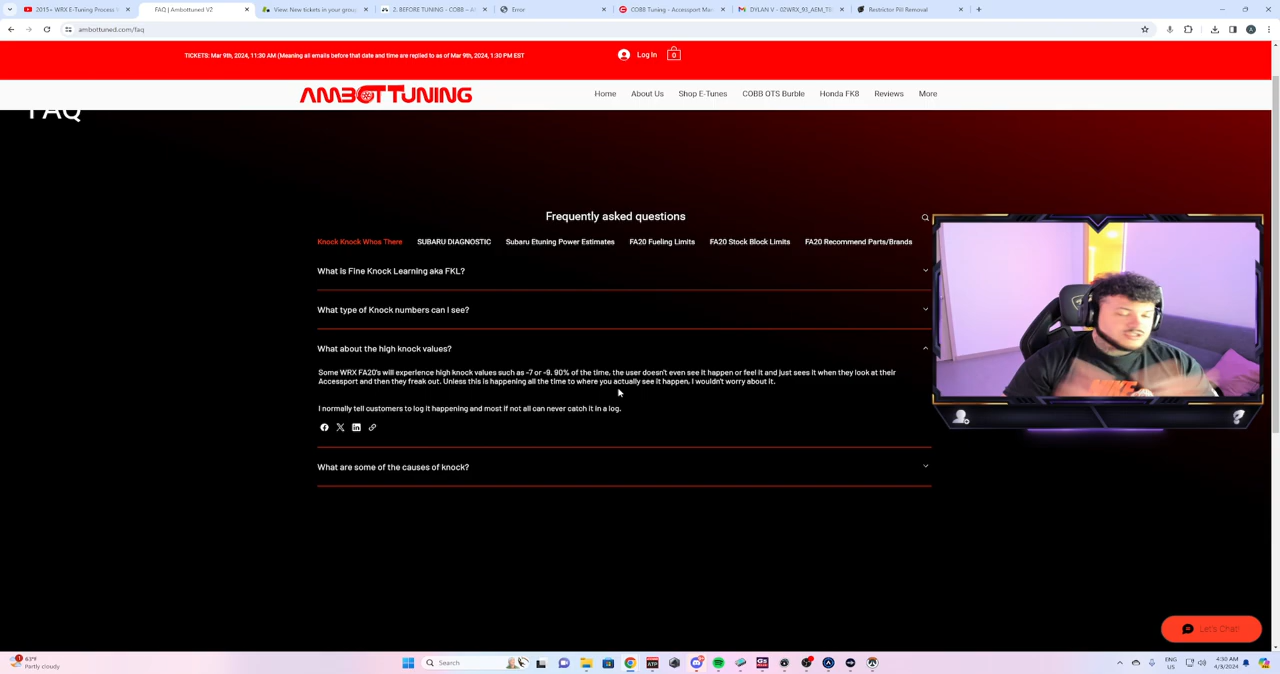 2015+ WRX E-Tuning Process
FAQ | Ambottuned V2
View: New tickets in your grou
2. BEFORE TUNING - COBB – A
Error
COBB Tuning - Accessport Ma
DYLAN V - 02WRX_93_AEM_
Restrictor Pill Removal
ambottuned.com/faq
TICKETS: Mar 9th, 2024, 11:30 AM (Meaning all emails before that date and time are replied to as of Mar 9th, 2024, 1:30 PM EST
Log In
0
AMBOT TUNING
Home About Us Shop E-Tunes COBB OTS Burble Honda FK8 Reviews More
FAQ
Frequently asked questions
Knock Knock Whos There SUBARU DIAGNOSTIC Subaru Etuning Power Estimates FA20 Fueling Limits FA20 Stock Block Limits FA20 Recommend Parts/Brands
What is Fine Knock Learning aka FKL?
What type of Knock numbers can I see?
What about the high knock values?
Some WRX FA20's will experience high knock values such as -7 or -9. 90% of the time, the user doesn't even see it happen or feel it and just sees it when they look at their
Accessport and then they freak out. Unless this is happening all the time to where you actually see it happen, I wouldn't worry about it.
I normally tell customers to log it happening and most if not all can never catch it in a log.
What are some of the causes of knock?
Let's Chat
63°F
Partly cloudy
Search
ENG
US
4:30 AM
4/3/2024